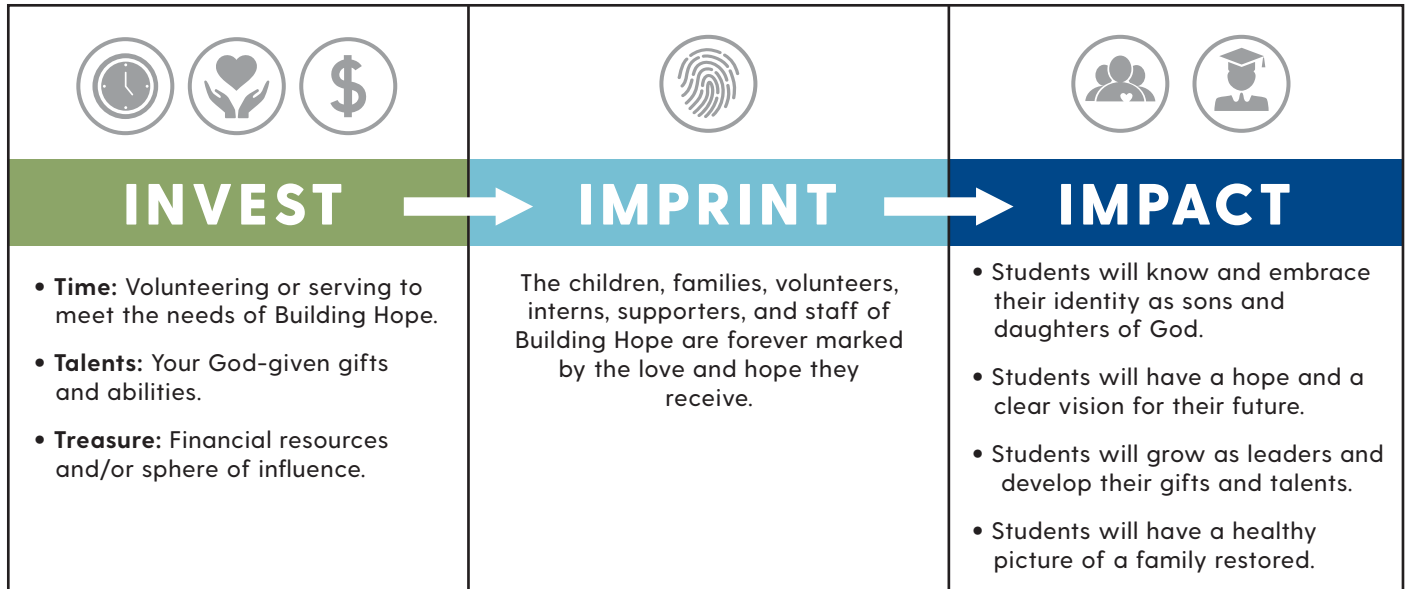 INVEST
IMPRINT
IMPACT
• Time: Volunteering or serving to
meet the needs of Building Hope.
• Talents: Your God-given gifts
and abilities.
• Treasure: Financial resources
and/or sphere of influence.
The children, families, volunteers,
interns, supporters, and staff of
Building Hope are forever marked
by the love and hope they
receive.
• Students will know and embrace
their identity as sons and
daughters of God.
• Students will have a hope and a
clear vision for their future.
• Students will grow as leaders and
develop their gifts and talents.
• Students will have a healthy
picture of a family restored.